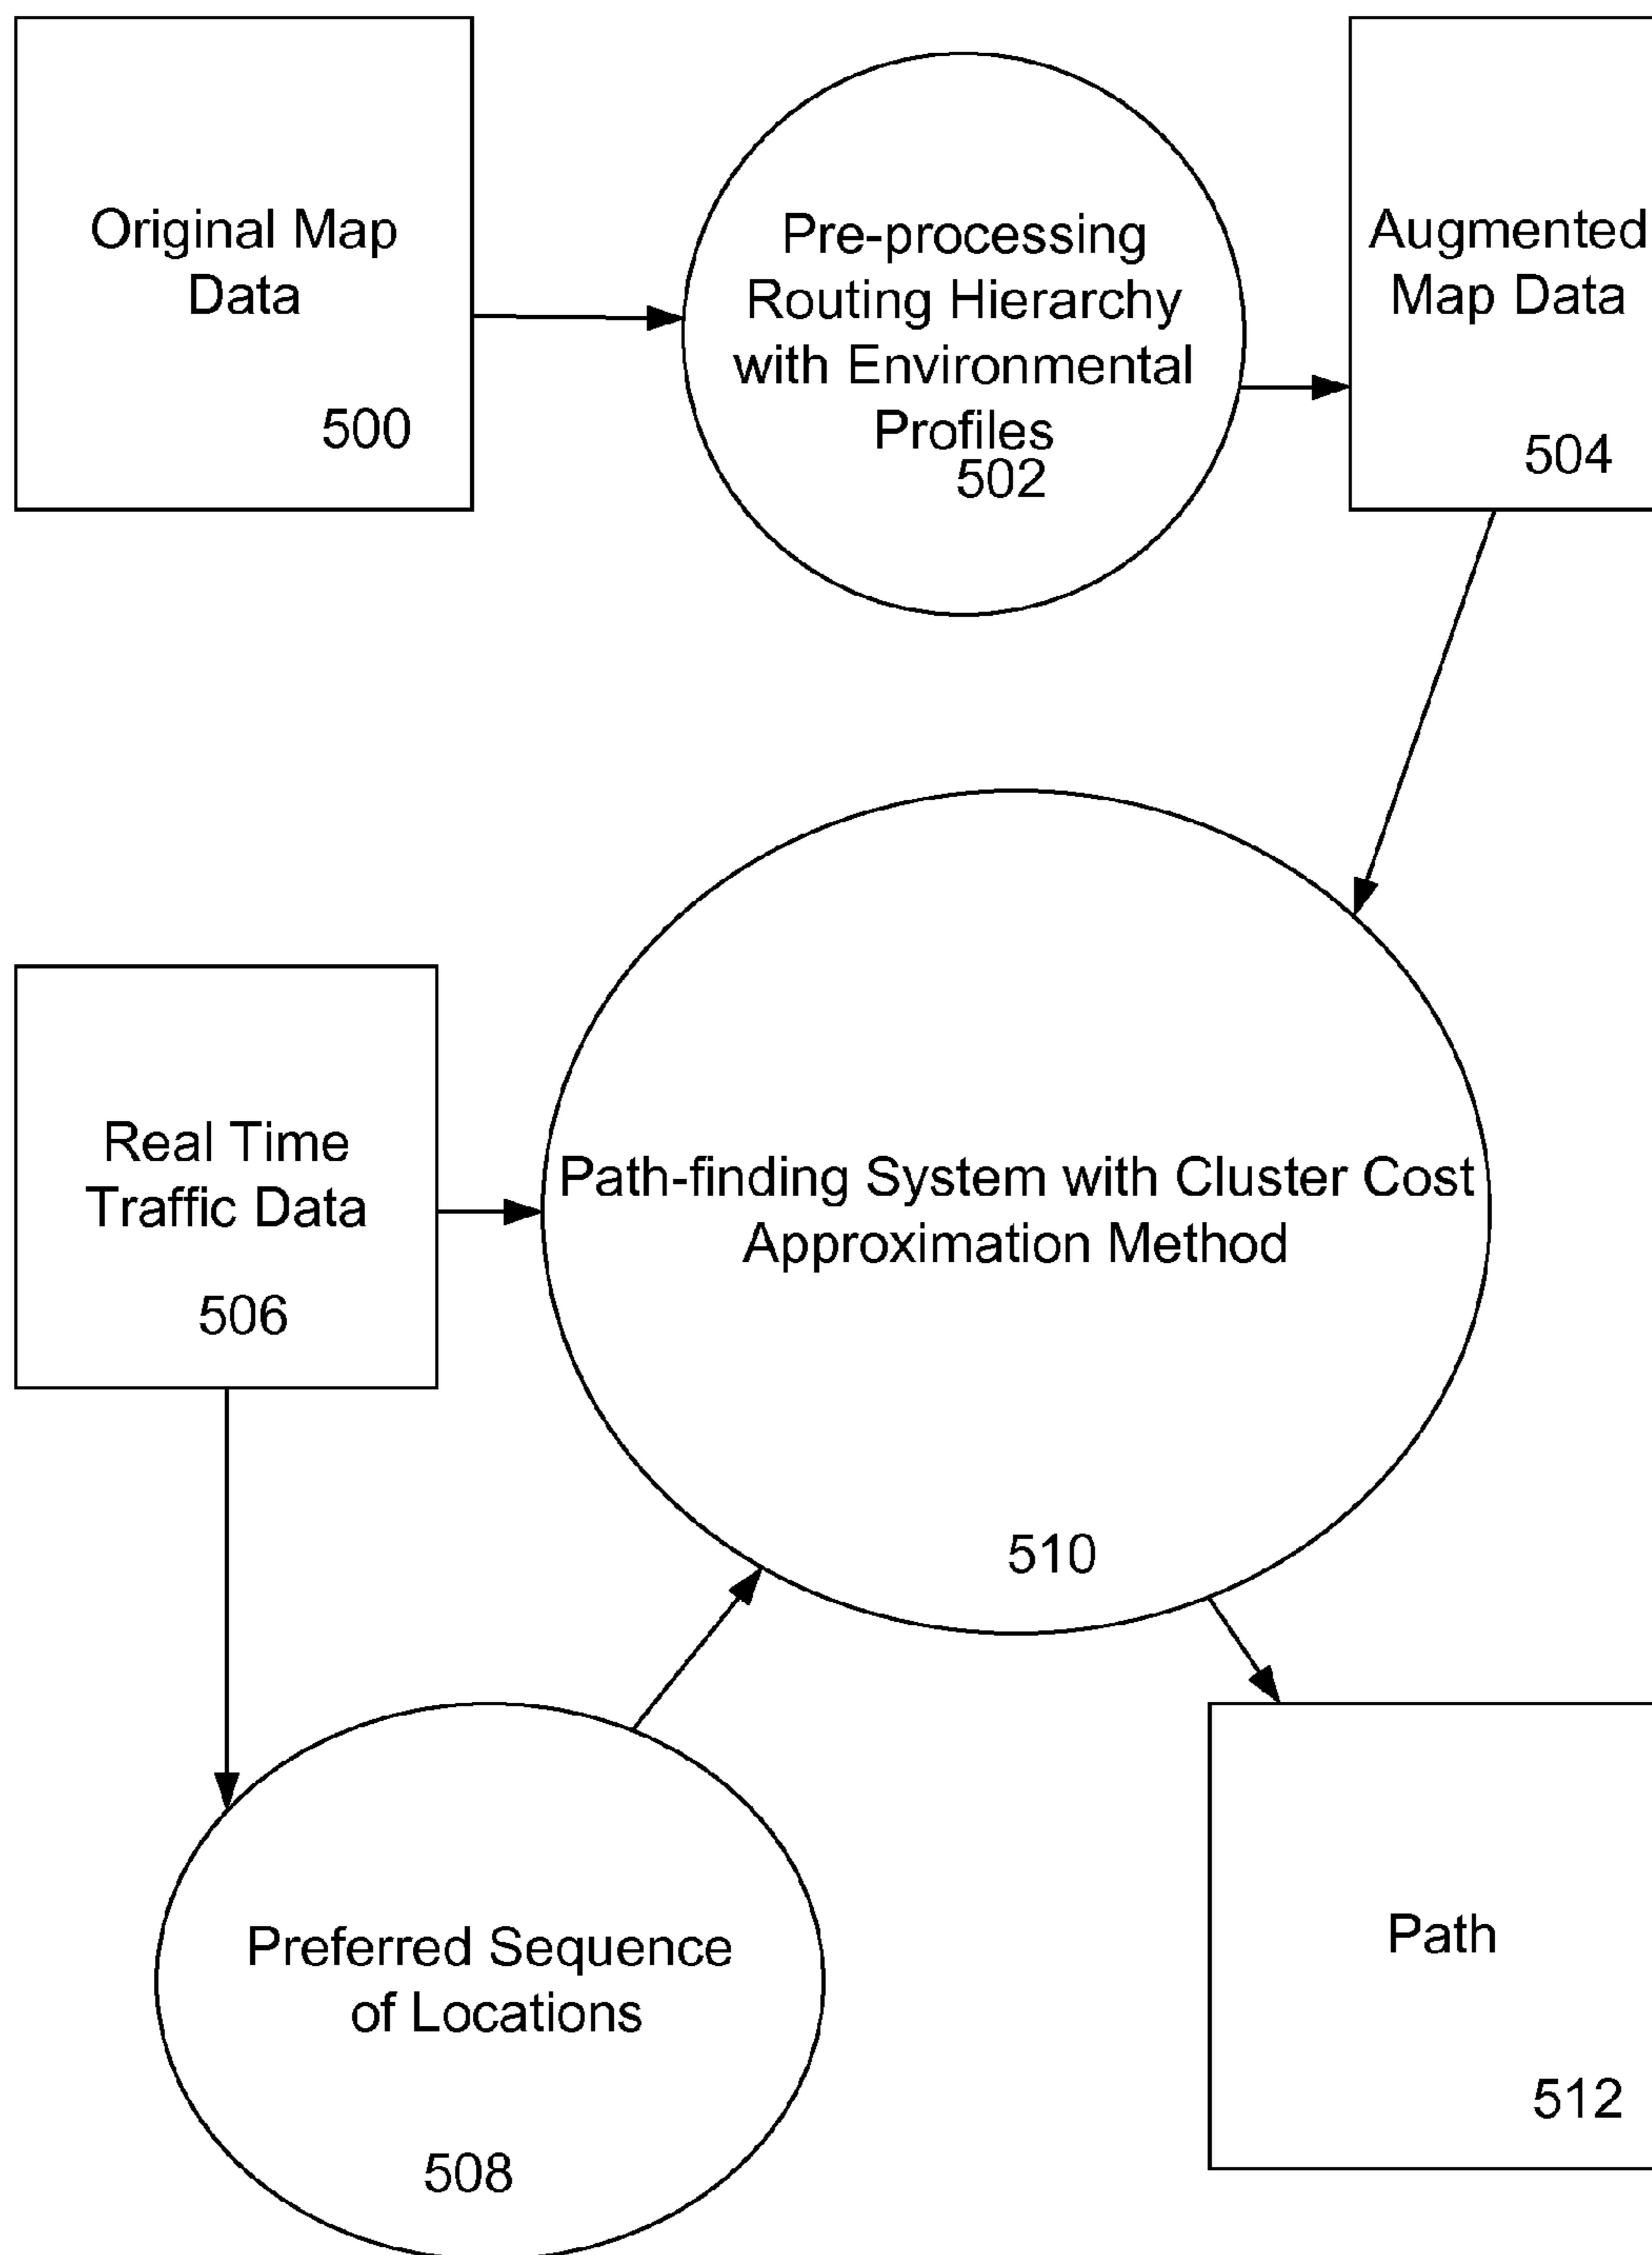 Original Map
Data
500
Pre-processing
Routing Hierarchy
with Environmental
Profiles
502
Augmented
Map Data
504
Real Time
Traffic Data
506
Path-finding System with Cluster Cost
Approximation Method
510
Preferred Sequence
of Locations
508
Path
512